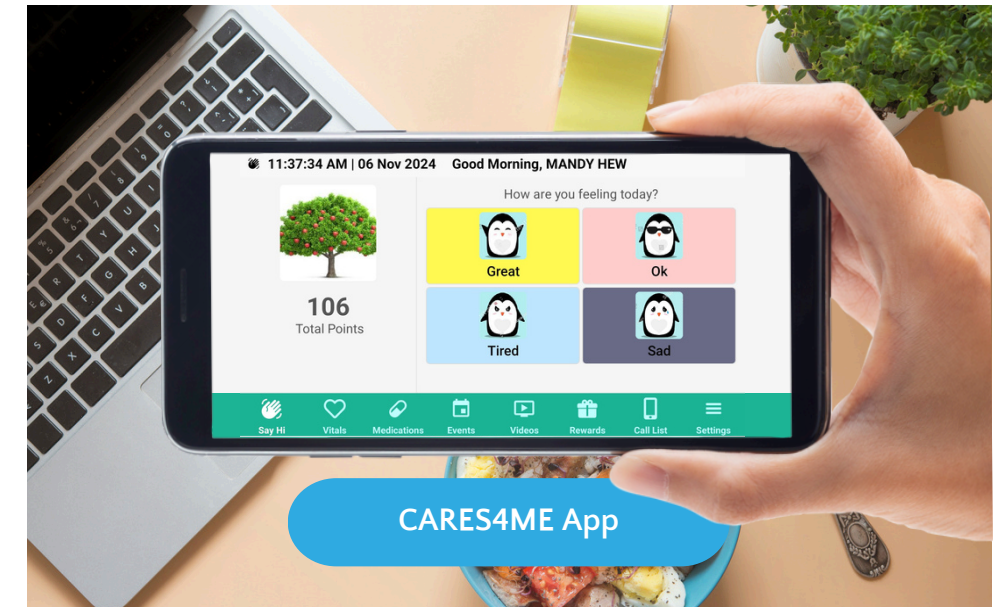 11:37:34 AM | 06 Nov 2024 Good Morning, MANDY HEW
How are you feeling today?
Great
Ok
106
Total Points
Tired
Sad
Say Hi
Vitals
Medications
Events
Videos
Rewards
Call List
Settings
CARES4ME App